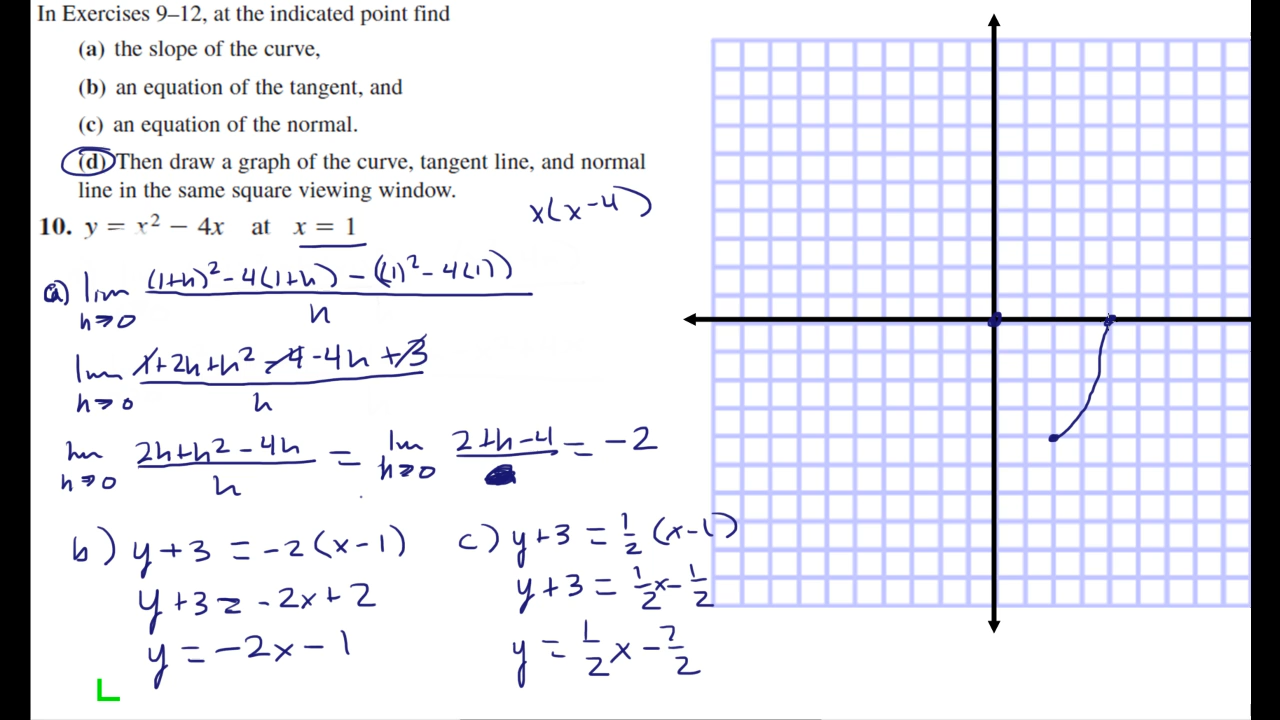 In Exercises 9–12, at the indicated point find
(a) the slope of the curve,
(b) an equation of the tangent, and
(c) an equation of the normal.
(d) Then draw a graph of the curve, tangent line, and normal
line in the same square viewing window.
x(x-4)
10. y = x² − 4x at x = 1
a) lim h→0 ((1+h)² - 4(1+h) - ((1)² - 4(1))) / h
lim h→0 (1 + 2h + h² - 4 - 4h + 3) / h
lim h→0 (2h + h² - 4h) / h = lim h→0 2 + h - 4 = -2
b) y + 3 = -2(x - 1)
y + 3 = -2x + 2
y = -2x - 1
c) y + 3 = 1/2 (x - 1)
y + 3 = 1/2 x - 1/2
y = 1/2 x - 7/2